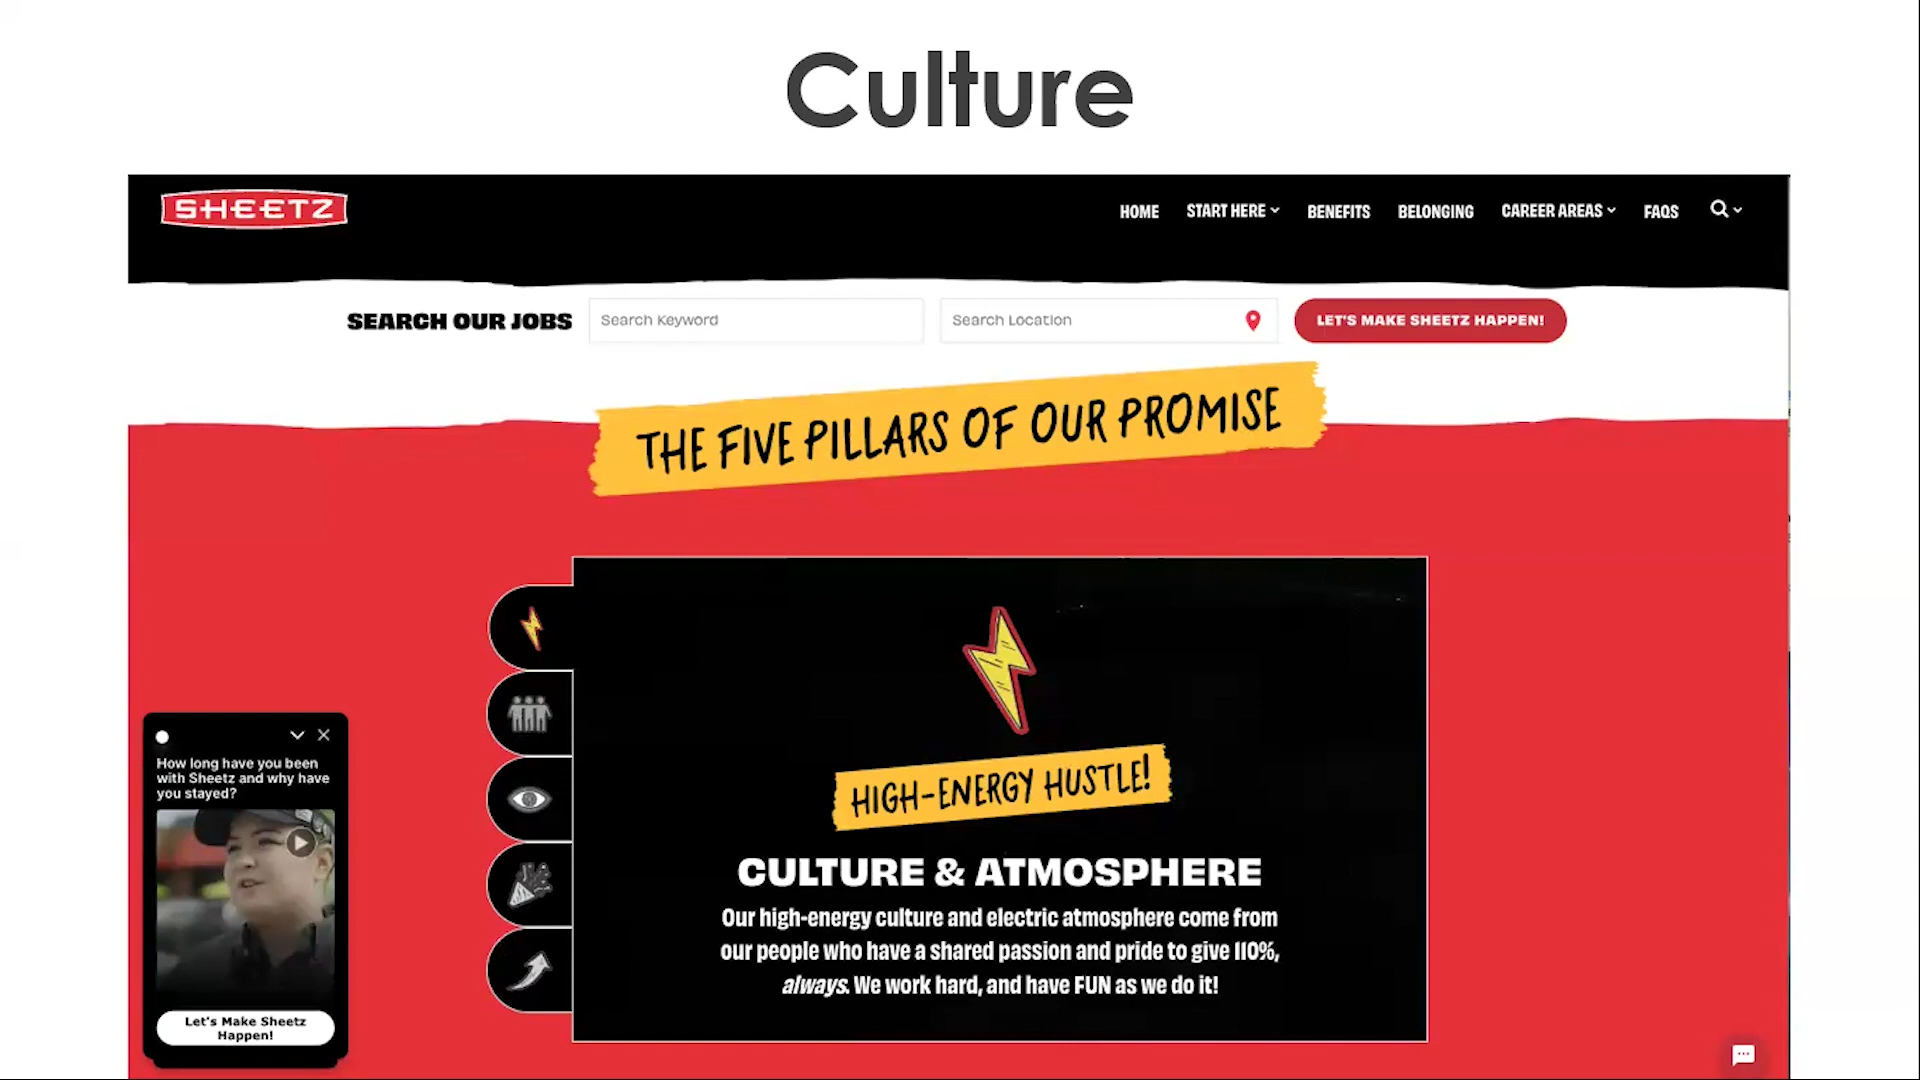 Culture
SHEETZ
HOME START HERE BENEFITS BELONGING CAREER AREAS FAQS
SEARCH OUR JOBS Search Keyword Search Location LET'S MAKE SHEETZ HAPPEN!
THE FIVE PILLARS OF OUR PROMISE
HIGH-ENERGY HUSTLE!
CULTURE & ATMOSPHERE
Our high-energy culture and electric atmosphere come from
our people who have a shared passion and pride to give 110%,
always. We work hard, and have FUN as we do it!
How long have you been
with Sheetz and why have
you stayed?
Let's Make Sheetz
Happen!